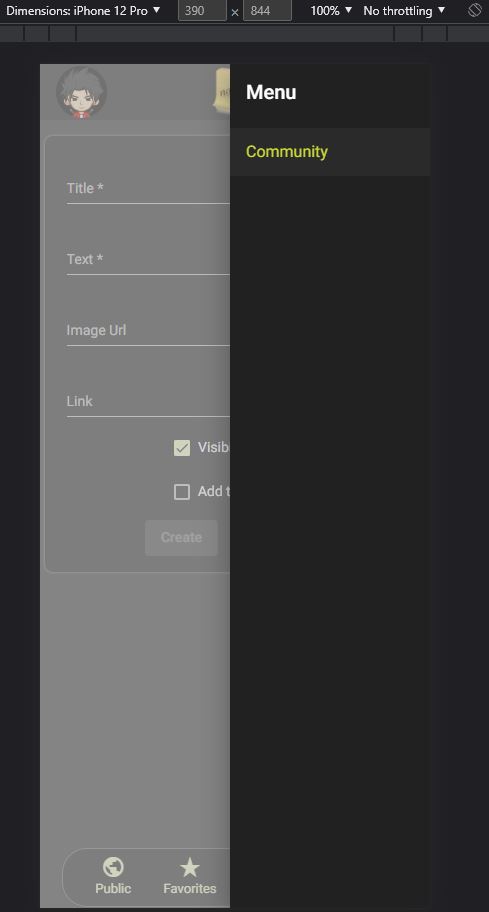 Dimensions: iPhone 12 Pro 390 × 844 100% No throttling
Menu
Community
Title *
Text *
Image Url
Link
Visib
Add t
Create
Public Favorites